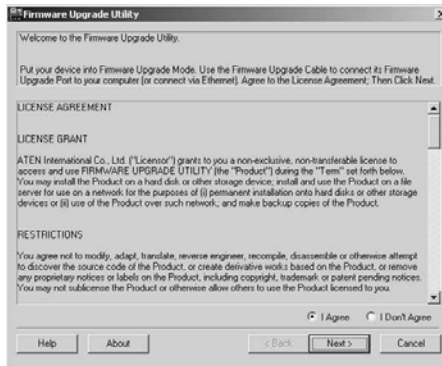 Firmware Upgrade Utility
Welcome to the Firmware Upgrade Utility.
Put your device into Firmware Upgrade Mode. Use the Firmware Upgrade Cable to connect its Firmware
Upgrade Port to your computer (or connect via Ethernet). Agree to the License Agreement; Then Click Next.
LICENSE AGREEMENT
LICENSE GRANT
ATEN International Co., Ltd. ("Licensor") grants to you a non-exclusive, non-transferable license to
access and use FIRMWARE UPGRADE UTILITY (the "Product") during the "Term" set forth below.
You may install the Product on a hard disk or other storage device; install and use the Product on a file
server for use on a network for the purposes of (i) permanent installation onto hard disks or other storage
devices or (ii) use of the Product over such network; and make backup copies of the Product.
RESTRICTIONS
You agree not to modify, adapt, translate, reverse engineer, recompile, disassemble or otherwise attempt
to discover the source code of the Product, or create derivative works based on the Product, or remove
any proprietary notices or labels on the Product, including copyright, trademark or patent pending notices.
You may not sublicense the Product or otherwise allow others to use the Product licensed to you.
I Agree I Don't Agree
Help About < Back Next > Cancel